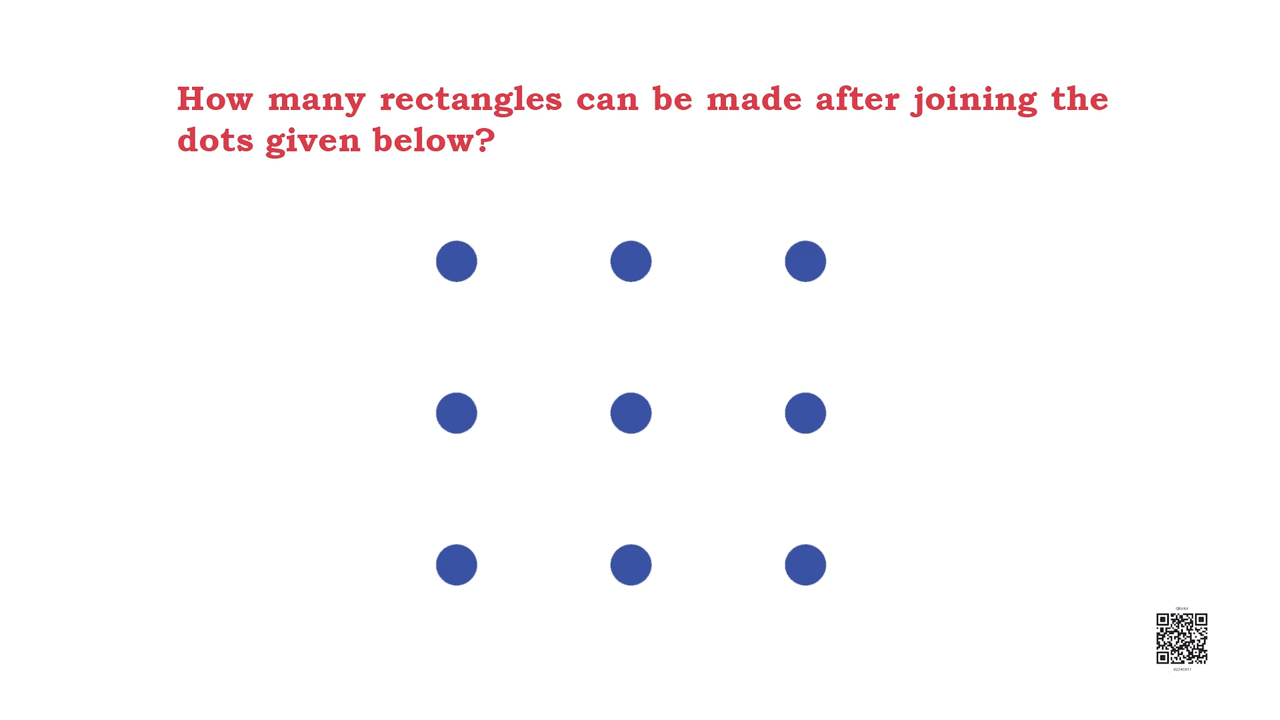 How many rectangles can be made after joining the
dots given below?